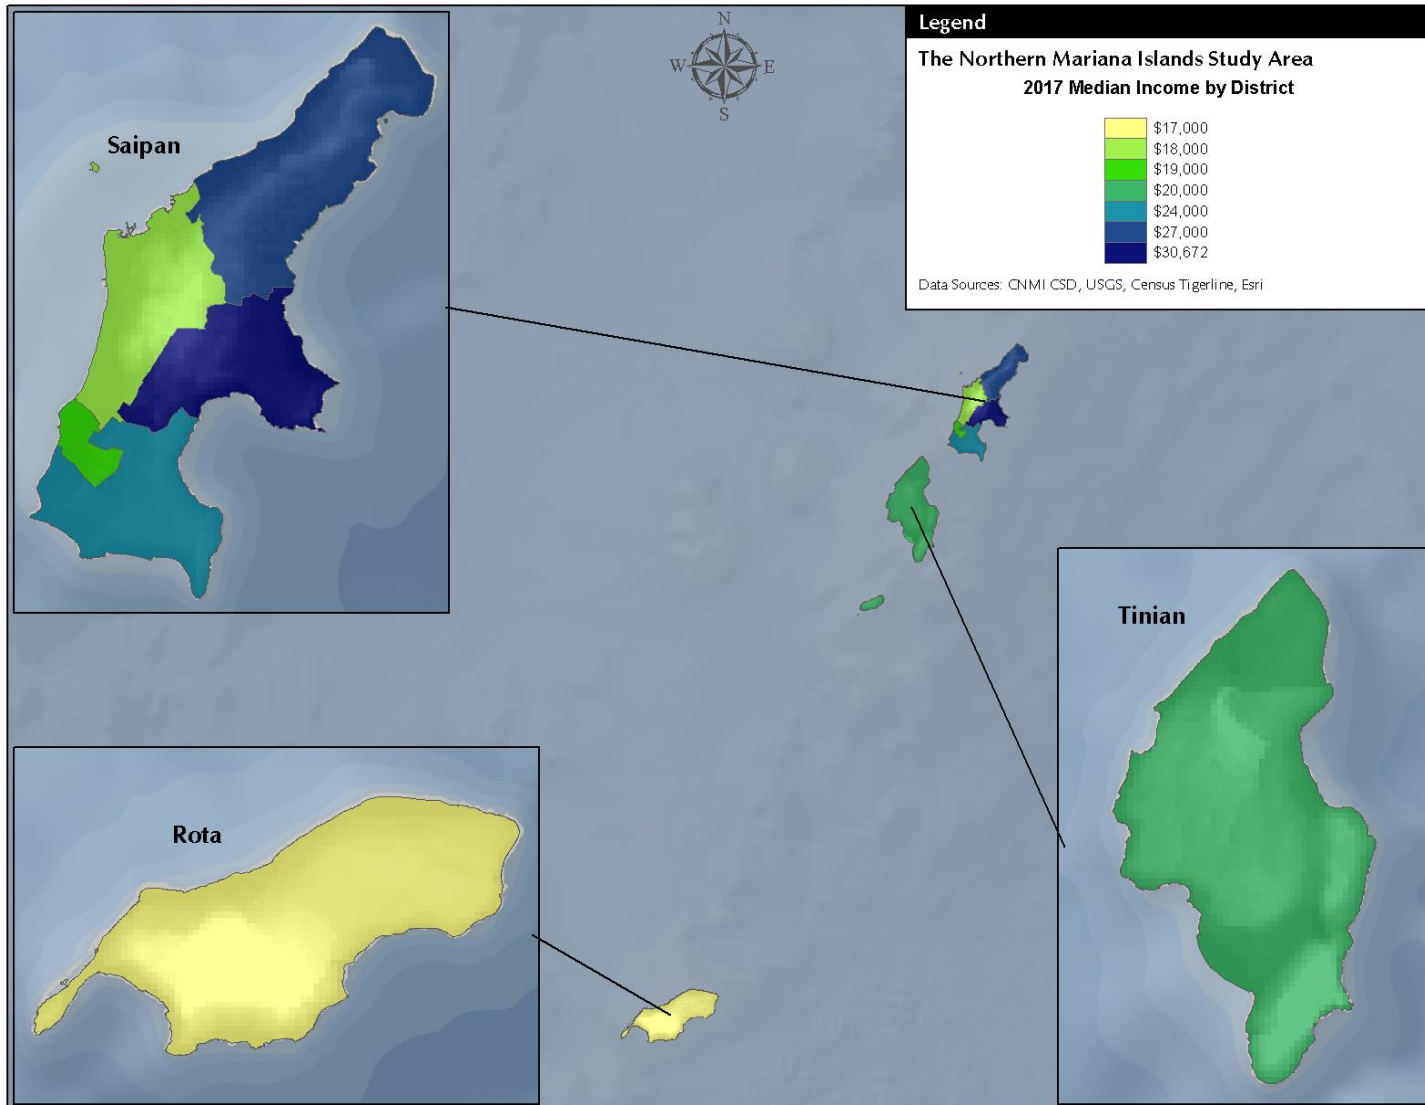 Legend
The Northern Mariana Islands Study Area
2017 Median Income by District
$17,000
$18,000
$19,000
$20,000
$24,000
$27,000
$30,672
Data Sources: CNMI CSD, USGS, Census Tigerline, Esri
N
W E
S
Saipan
Tinian
Rota